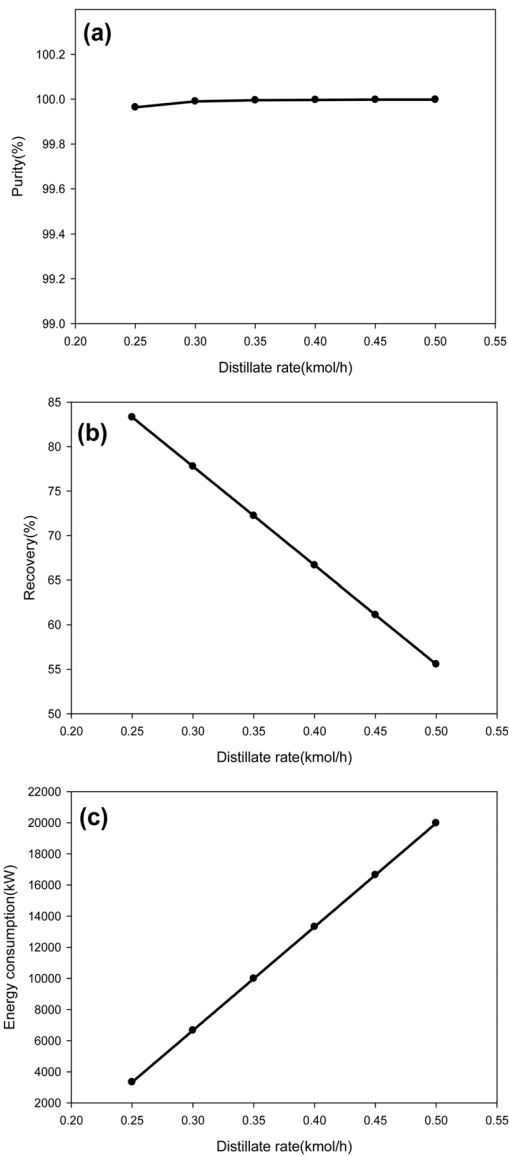 (a)
100.2
100.0
99.8
99.6
99.4
99.2
99.0
Purity(%)
0.20 0.25 0.30 0.35 0.40 0.45 0.50 0.55
Distillate rate(kmol/h)
(b)
85
80
75
70
65
60
55
50
Recovery(%)
0.20 0.25 0.30 0.35 0.40 0.45 0.50 0.55
Distillate rate(kmol/h)
(c)
22000
20000
18000
16000
14000
12000
10000
8000
6000
4000
2000
Energy consumption(kW)
0.20 0.25 0.30 0.35 0.40 0.45 0.50 0.55
Distillate rate(kmol/h)